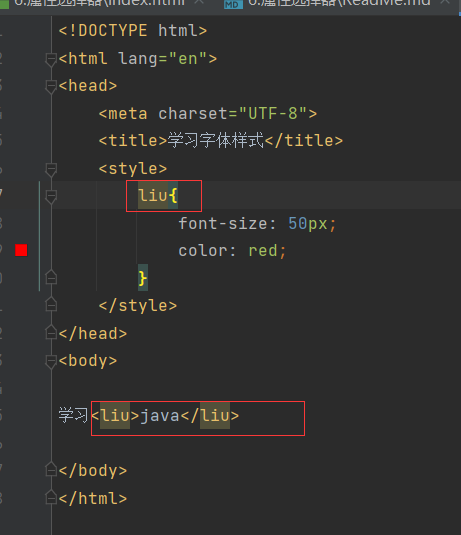 6.属性选择器\index.html  6.属性选择器\ReadMe.md
<!DOCTYPE html>
<html lang="en">
<head>
    <meta charset="UTF-8">
    <title>学习字体样式</title>
    <style>
        liu{
            font-size: 50px;
            color: red;
        }
    </style>
</head>
<body>

学习<liu>java</liu>

</body>
</html>